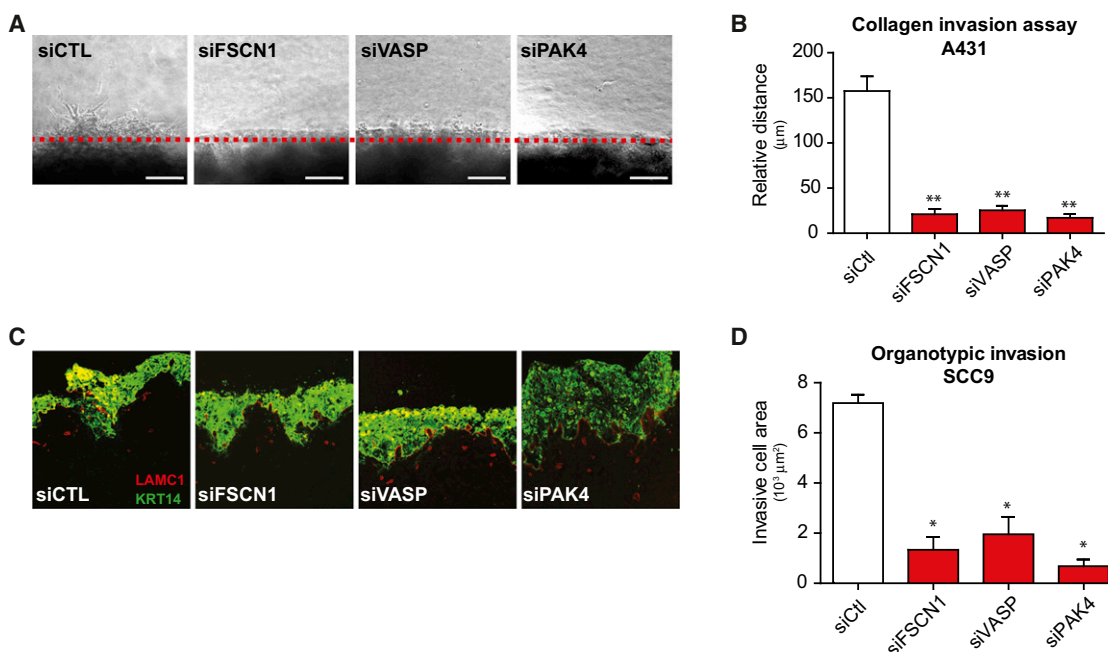 A
siCTL
siFSCN1
siVASP
siPAK4
B
Collagen invasion assay
A431
Relative distance
(μm)
200
150
100
50
0
**
**
**
siCtl
siFSCN1
siVASP
siPAK4
C
LAMC1
KRT14
siCTL
siFSCN1
siVASP
siPAK4
D
Organotypic invasion
SCC9
Invasive cell area
(10³ μm²)
8
6
4
2
0
*
*
*
siCtl
siFSCN1
siVASP
siPAK4